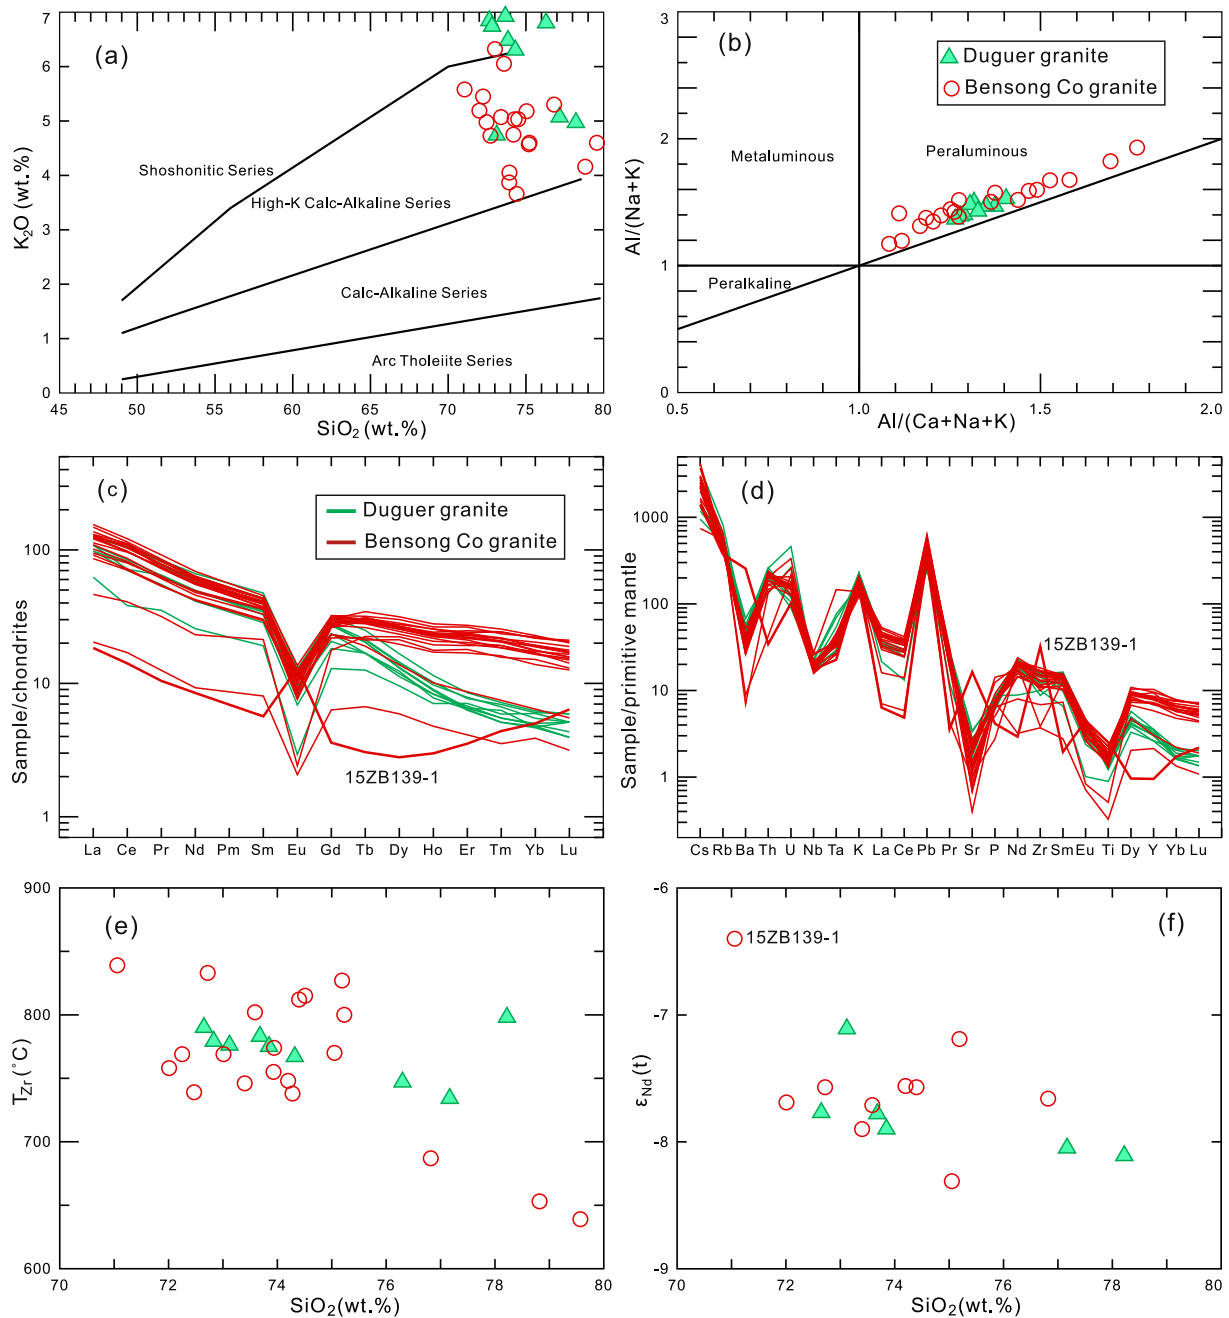 (a)
Shoshonitic Series
High-K Calc-Alkaline Series
Calc-Alkaline Series
Arc Tholeiite Series
K2O (wt.%)
0
1
2
3
4
5
6
7
45
50
55
60
65
70
75
80
SiO2 (wt.%)
(b)
Duguer granite
Bensong Co granite
Metaluminous
Peraluminous
Peralkaline
Al/(Na+K)
0
1
2
3
0.5
1.0
1.5
2.0
Al/(Ca+Na+K)
(c)
Duguer granite
Bensong Co granite
15ZB139-1
Sample/chondrites
100
10
1
La Ce Pr Nd Pm Sm Eu Gd Tb Dy Ho Er Tm Yb Lu
(d)
15ZB139-1
Sample/primitive mantle
1000
100
10
1
Cs Rb Ba Th U Nb Ta K La Ce Pb Pr Sr P Nd Zr Sm Eu Ti Dy Y Yb Lu
(e)
TZr (°C)
900
800
700
600
70
72
74
76
78
80
SiO2 (wt.%)
(f)
15ZB139-1
εNd(t)
-6
-7
-8
-9
70
72
74
76
78
80
SiO2 (wt.%)